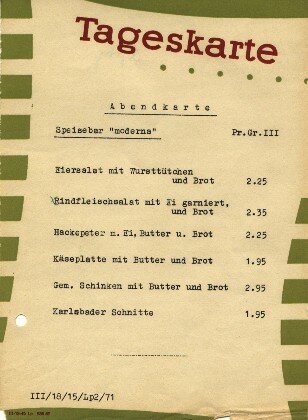 Tageskarte
Abendkarte
Speisebar "moderna" Pr.Gr.III
Eiersalat mit Wursttütchen
und Brot 2.25
Rindfleischsalat mit Ei garniert,
und Brot 2.35
Hackepeter m. Ei,Butter u. Brot 2.25
Käseplatte mit Butter und Brot 1.95
Gem. Schinken mit Butter und Brot 2.95
Karlsbader Schnitte 1.95
III/18/15/Lp2/71